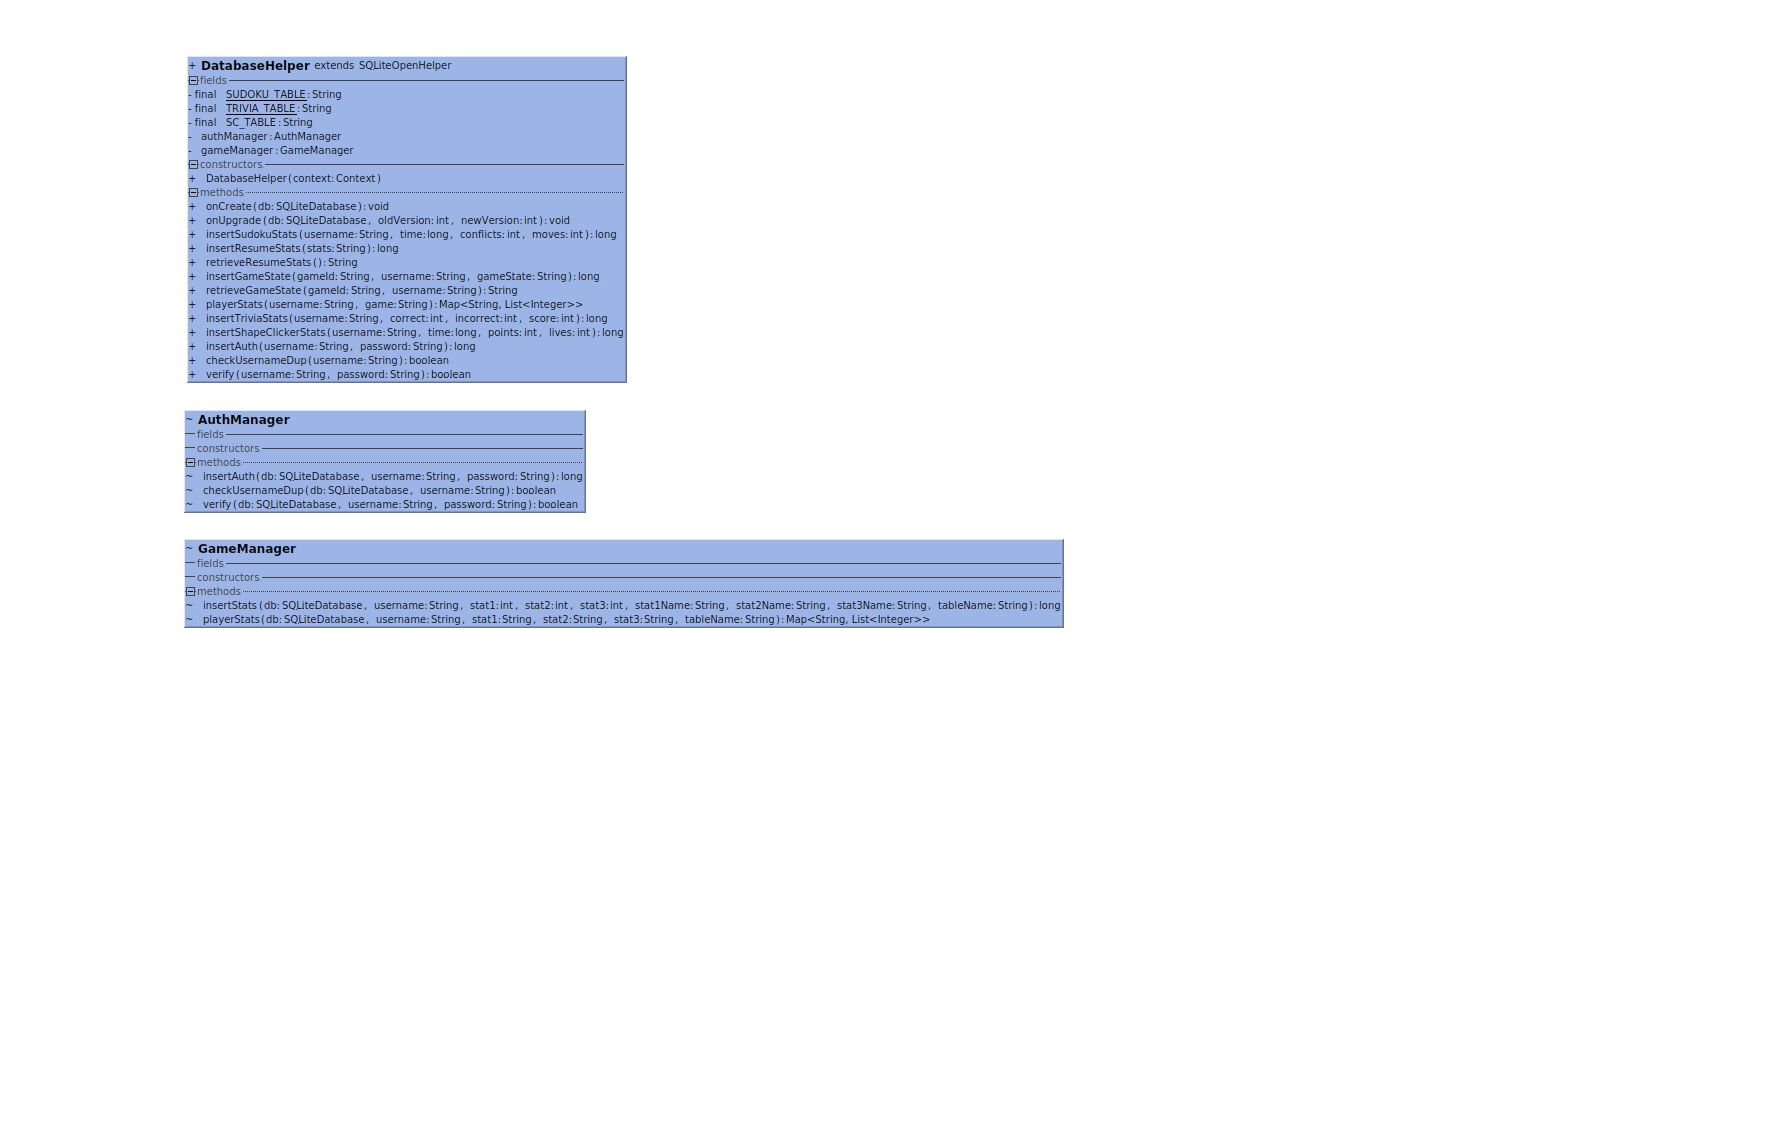 + DatabaseHelper extends SQLiteOpenHelper
fields
- final SUDOKU_TABLE : String
- final TRIVIA_TABLE : String
- final SC_TABLE : String
- authManager : AuthManager
- gameManager : GameManager
constructors
+ DatabaseHelper(context: Context)
methods
+ onCreate(db: SQLiteDatabase): void
+ onUpgrade(db: SQLiteDatabase, oldVersion: int, newVersion: int): void
+ insertSudokuStats(username: String, time: long, conflicts: int, moves: int): long
+ insertResumeStats(stats: String): long
+ retrieveResumeStats(): String
+ insertGameState(gameId: String, username: String, gameState: String): long
+ retrieveGameState(gameId: String, username: String): String
+ playerStats(username: String, game: String): Map<String, List<Integer>>
+ insertTriviaStats(username: String, correct: int, incorrect: int, score: int): long
+ insertShapeClickerStats(username: String, time: long, points: int, lives: int): long
+ insertAuth(username: String, password: String): long
+ checkUsernameDup(username: String): boolean
+ verify(username: String, password: String): boolean
~ AuthManager
fields
constructors
methods
~ insertAuth(db: SQLiteDatabase, username: String, password: String): long
~ checkUsernameDup(db: SQLiteDatabase, username: String): boolean
~ verify(db: SQLiteDatabase, username: String, password: String): boolean
~ GameManager
fields
constructors
methods
~ insertStats(db: SQLiteDatabase, username: String, stat1: int, stat2: int, stat3: int, stat1Name: String, stat2Name: String, stat3Name: String, tableName: String): long
~ playerStats(db: SQLiteDatabase, username: String, stat1: String, stat2: String, stat3: String, tableName: String): Map<String, List<Integer>>